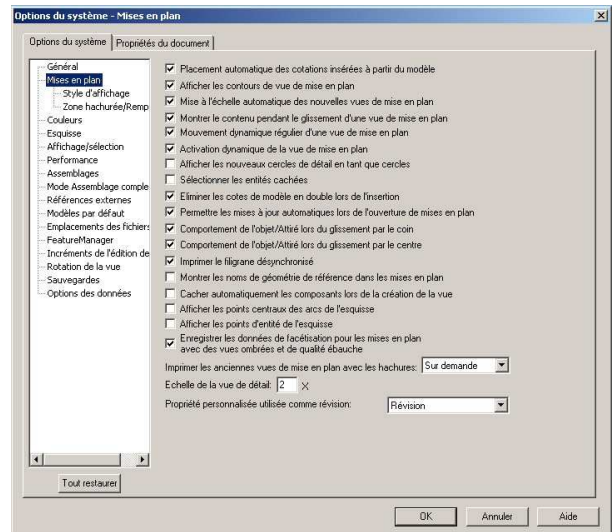 Options du système - Mises en plan
Options du système
Propriétés du document
Général
Mises en plan
Style d'affichage
Zone hachurée/Remp
Couleurs
Esquisse
Affichage/sélection
Performance
Assemblages
Mode Assemblage comple
Références externes
Modèles par défaut
Emplacements des fichiers
FeatureManager
Incréments de l'édition de
Rotation de la vue
Sauvegardes
Options des données
Tout restaurer
Placement automatique des cotations insérées à partir du modèle
Afficher les contours de vue de mise en plan
Mise à l'échelle automatique des nouvelles vues de mise en plan
Montrer le contenu pendant le glissement d'une vue de mise en plan
Mouvement dynamique régulier d'une vue de mise en plan
Activation dynamique de la vue de mise en plan
Afficher les nouveaux cercles de détail en tant que cercles
Sélectionner les entités cachées
Eliminer les cotes de modèle en double lors de l'insertion
Permettre les mises à jour automatiques lors de l'ouverture de mises en plan
Comportement de l'objet/Attiré lors du glissement par le coin
Comportement de l'objet/Attiré lors du glissement par le centre
Imprimer le filigrane désynchronisé
Montrer les noms de géométrie de référence dans les mises en plan
Cacher automatiquement les composants lors de la création de la vue
Afficher les points centraux des arcs de l'esquisse
Afficher les points d'entité de l'esquisse
Enregistrer les données de facétisation pour les mises en plan
avec des vues ombrées et de qualité ébauche
Imprimer les anciennes vues de mise en plan avec les hachures: Sur demande
Echelle de la vue de détail: 2 X
Propriété personnalisée utilisée comme révision: Révision
OK
Annuler
Aide